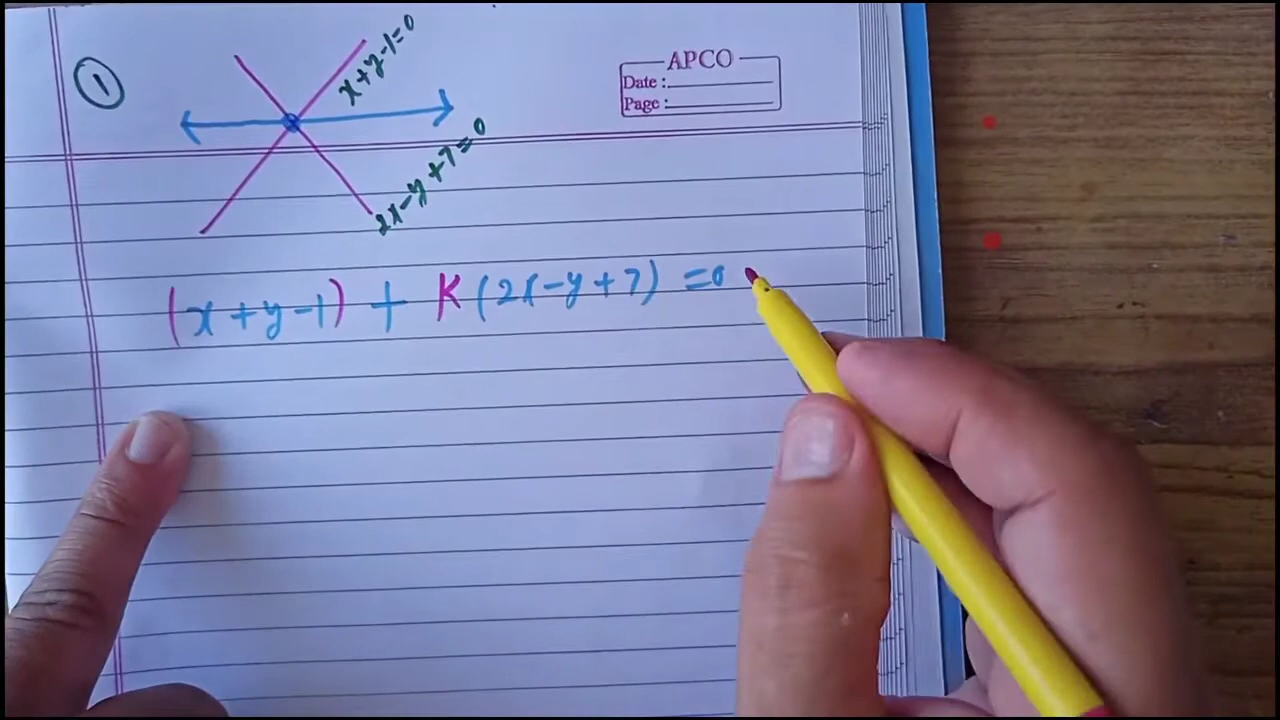 ①
x+y-1=0
APCO
Date :
Page :
2x-y+7=0
(x+y-1) + K(2x-y+7) =0